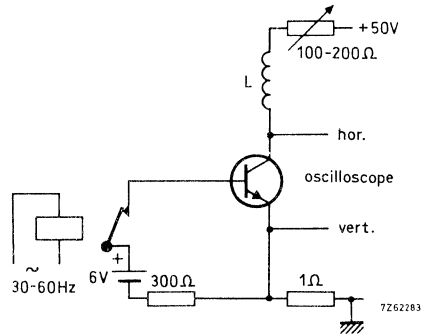 +50V
100-200Ω
L
hor.
oscilloscope
vert.
+
6V
300Ω
1Ω
~
30-60Hz
7Z62283